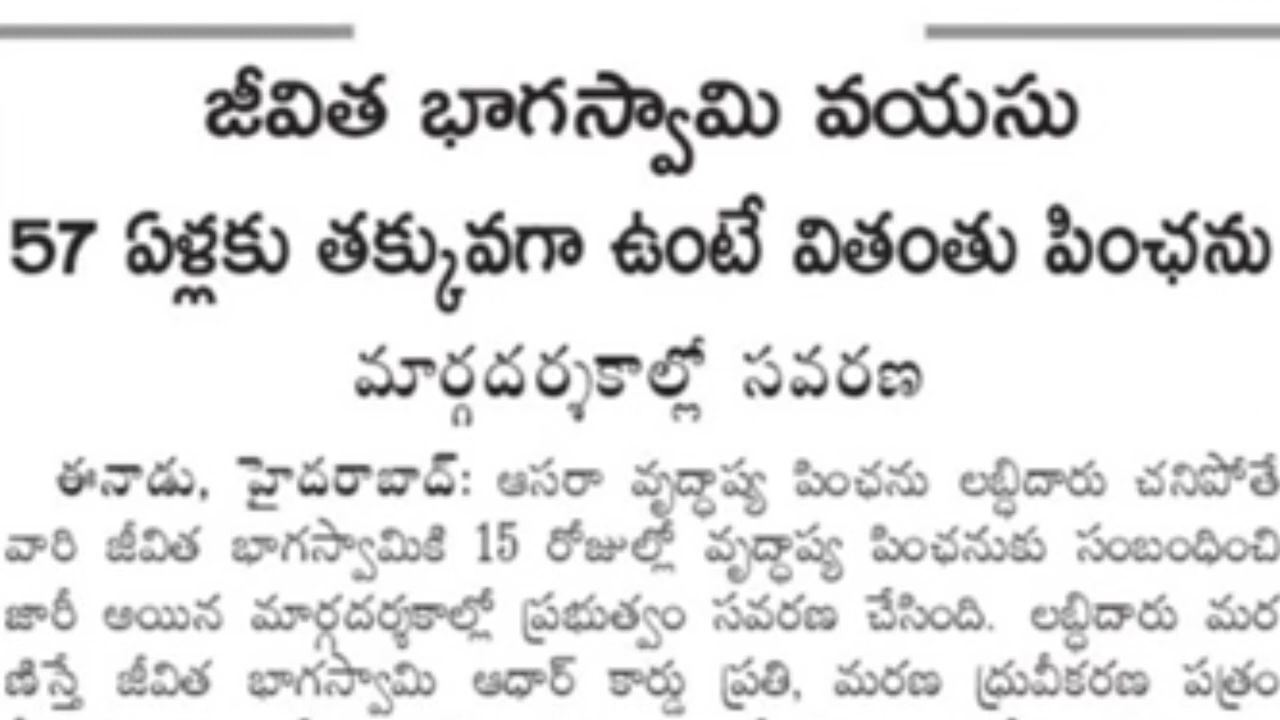 జీవిత భాగస్వామి వయసు
57 ఏళ్లకు తక్కువగా ఉంటే వితంతు పింఛను
మార్గదర్శకాల్లో సవరణ
ఈనాడు, హైదరాబాద్: ఆసరా వృద్ధాప్య పింఛను లబ్ధిదారు చనిపోతే
వారి జీవిత భాగస్వామికి 15 రోజుల్లో వృద్ధాప్య పింఛనుకు సంబంధించి
జారీ అయిన మార్గదర్శకాల్లో ప్రభుత్వం సవరణ చేసింది. లబ్ధిదారు మర
ణిస్తే జీవిత భాగస్వామి ఆధార్ కార్డు ప్రతి, మరణ ధ్రువీకరణ పత్రం